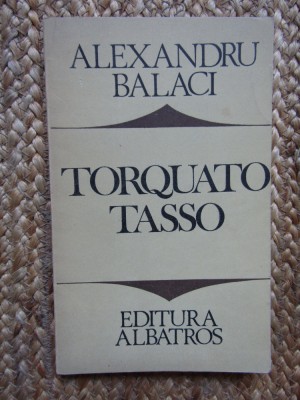 ALEXANDRU
BALACI
TORQUATO
TASSO
EDITURA
ALBATROS